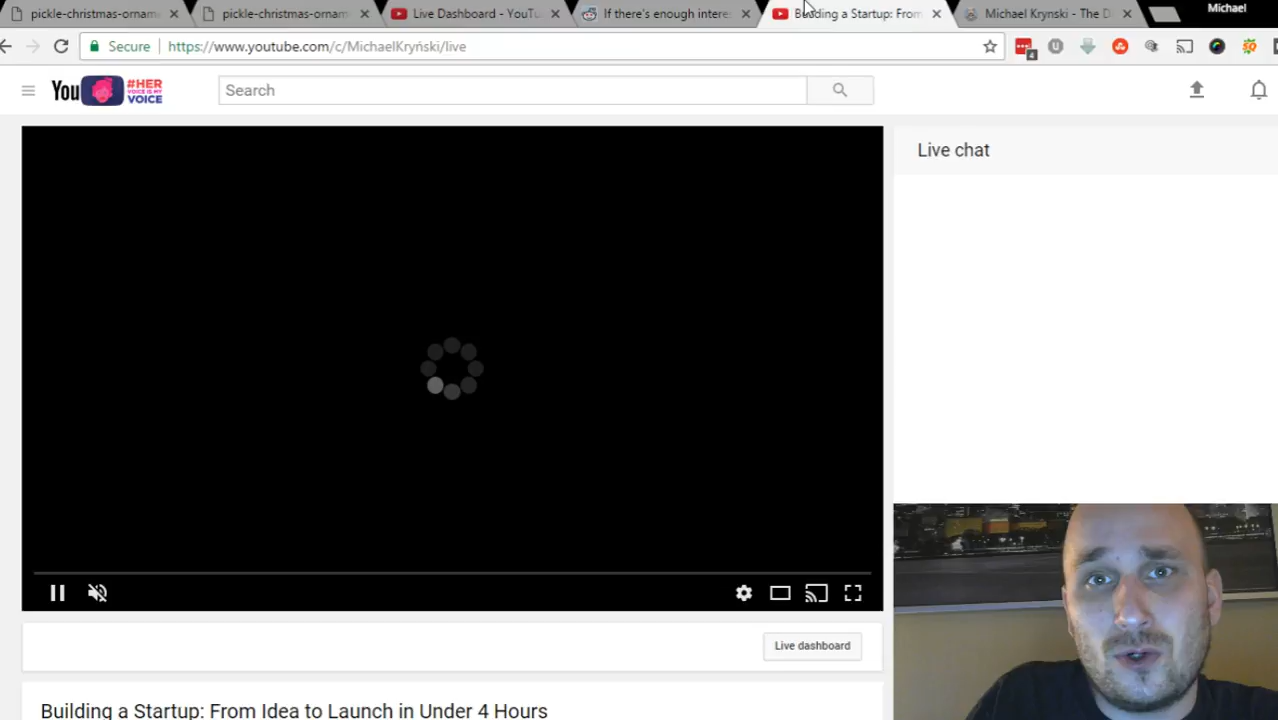 pickle-christmas-ornam
pickle-christmas-ornam
Live Dashboard - YouTu
If there's enough intere
Building a Startup: From
Michael Krynski - The D
Michael
Secure
https://www.youtube.com/c/MichaelKryński/live
4
You
#HER
VOICE IS MY
VOICE
Search
Live chat
Live dashboard
Building a Startup: From Idea to Launch in Under 4 Hours